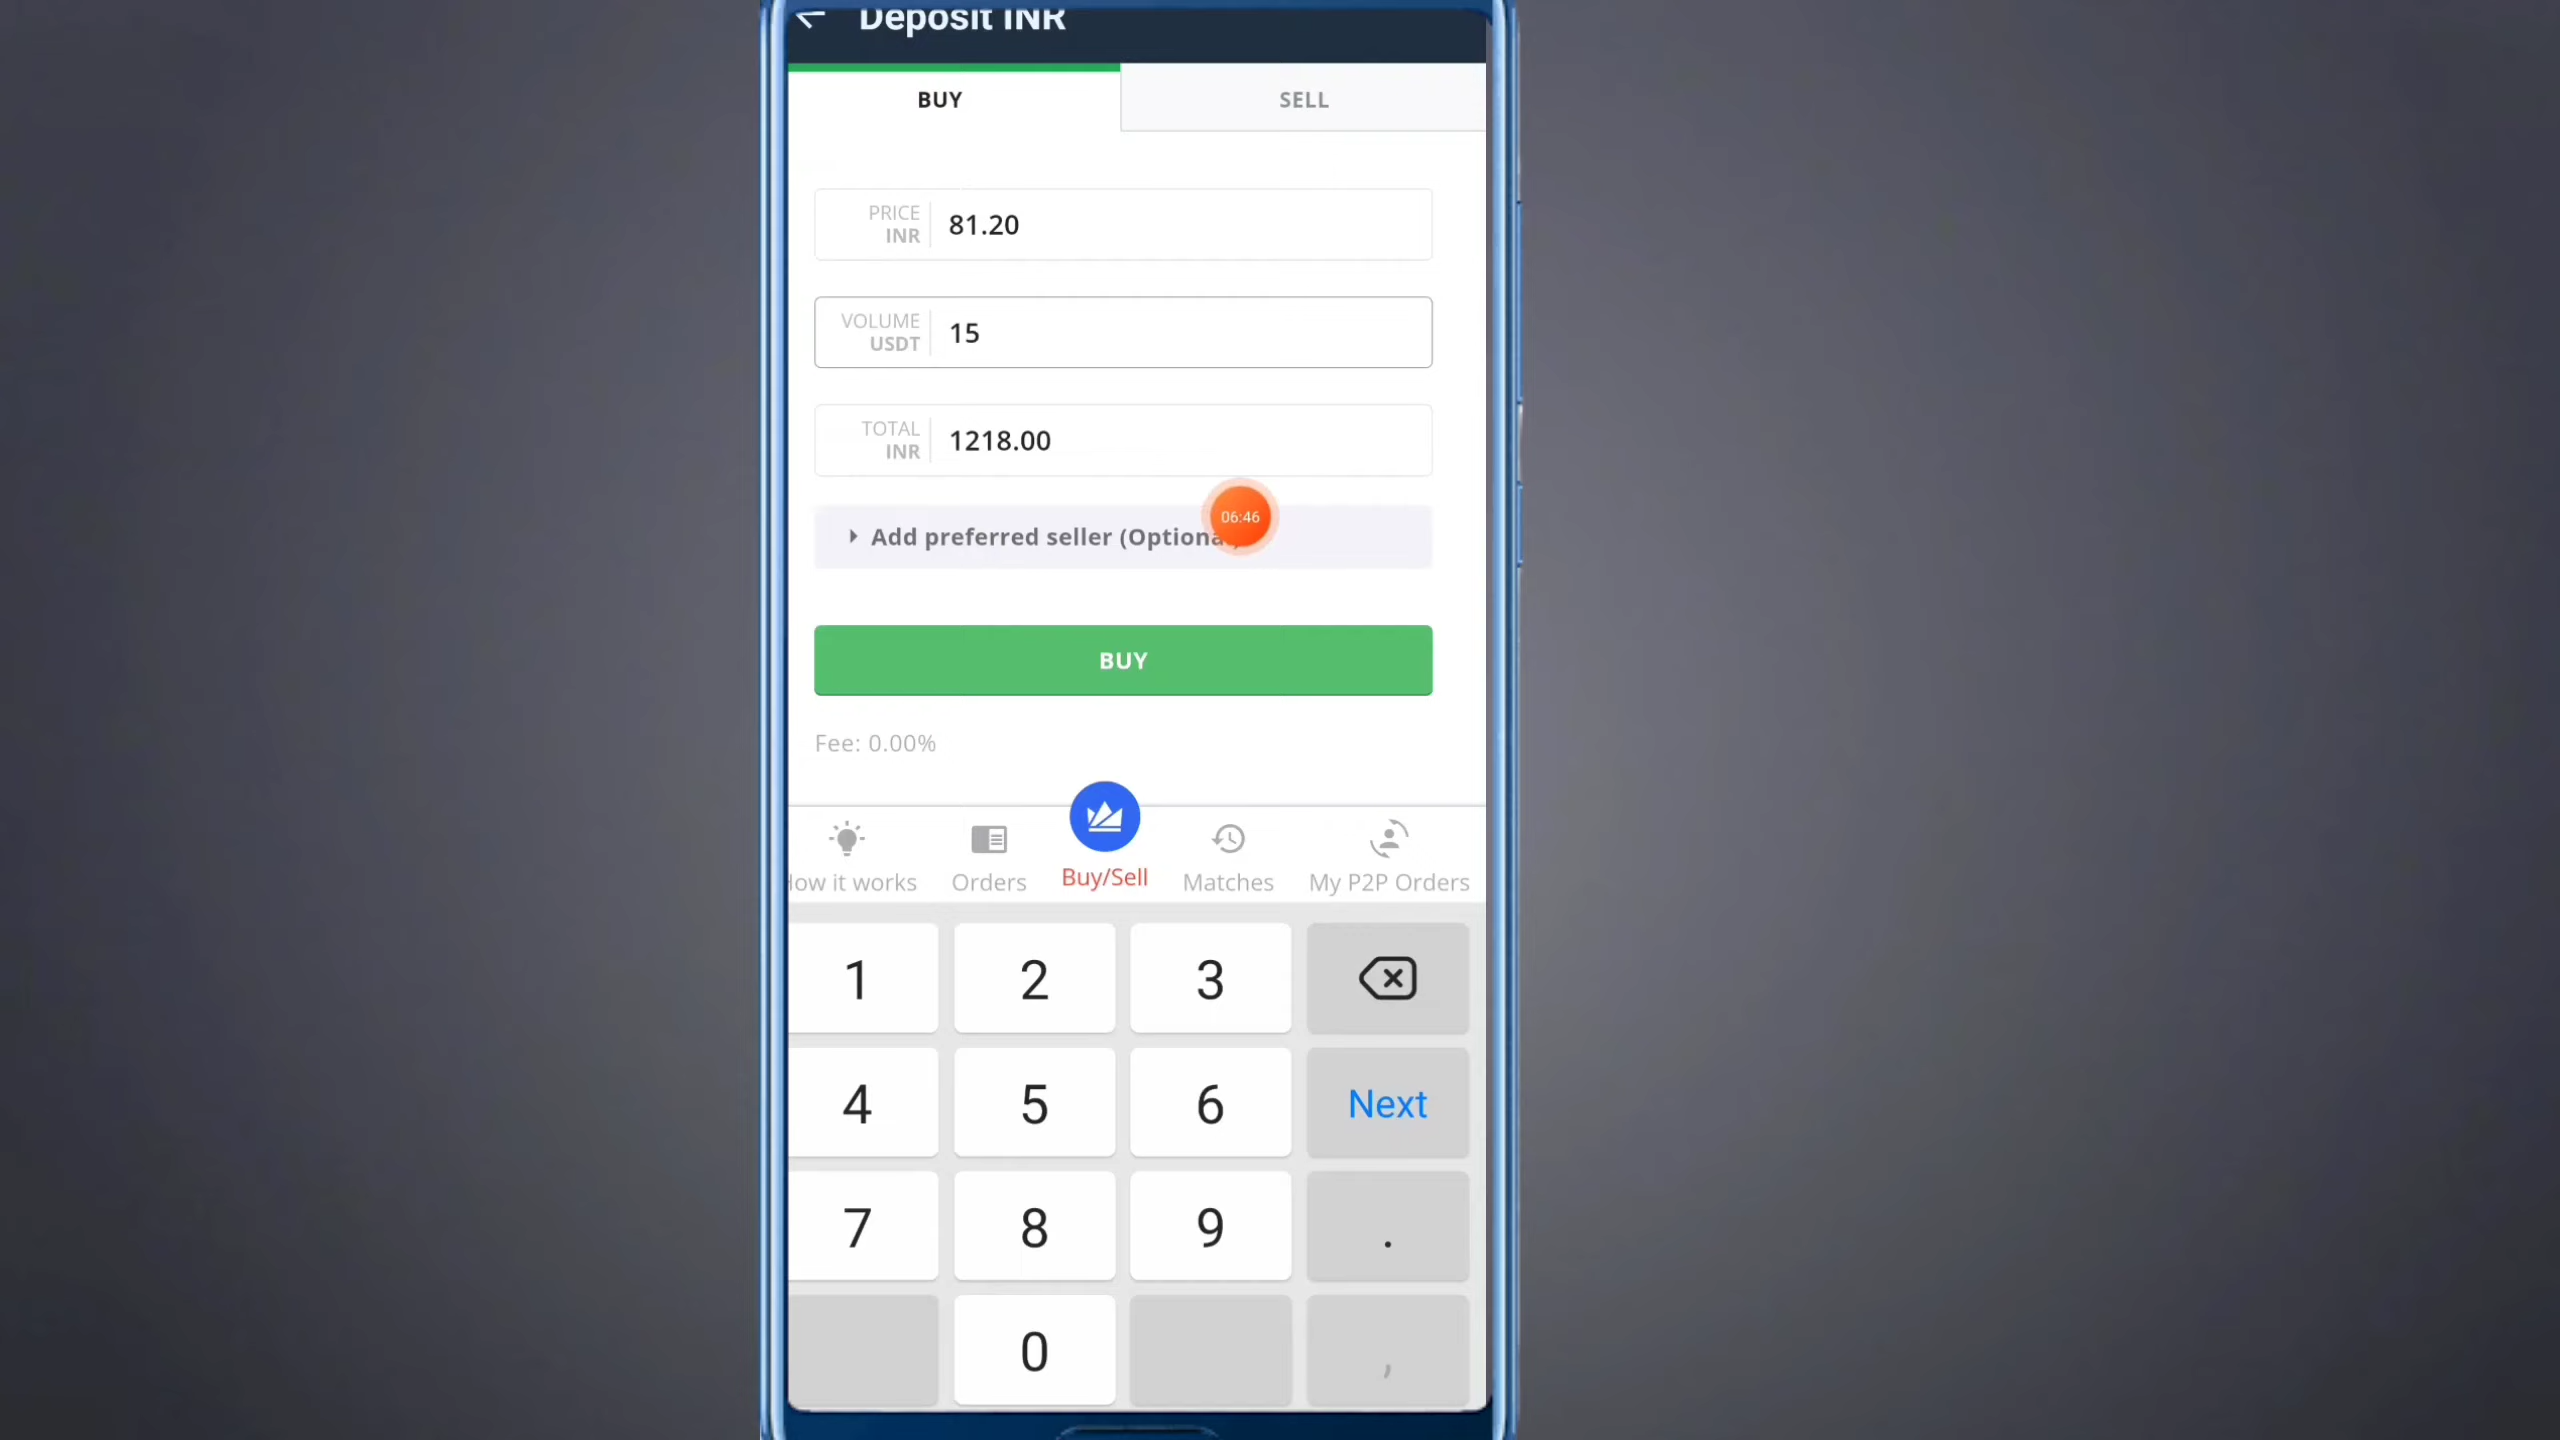 Deposit INR
BUY
SELL
PRICE
INR
81.20
VOLUME
USDT
15
TOTAL
INR
1218.00
06:46
Add preferred seller (Optional)
BUY
Fee: 0.00%
How it works
Orders
Buy/Sell
Matches
My P2P Orders
1
2
3
4
5
6
Next
7
8
9
.
0
,